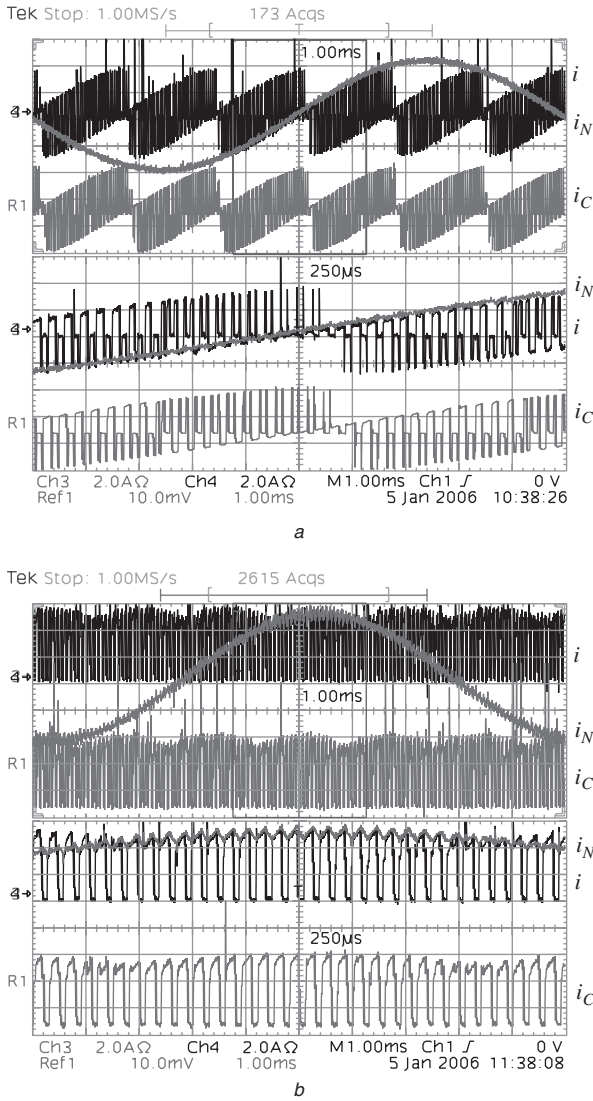 Tek Stop: 1.00MS/s 173 Acqs
1.00ms
i
4
i_N
R1
i_C
250µs
i_N
4
i
R1
i_C
Ch3 2.0AΩ Ch4 2.0AΩ M1.00ms Ch1 0 V
Ref1 10.0mV 1.00ms 5 Jan 2006 10:38:26
a
Tek Stop: 1.00MS/s 2615 Acqs
i
4
1.00ms
i_N
R1
i_C
i_N
i
4
250µs
R1
i_C
Ch3 2.0AΩ Ch4 2.0AΩ M1.00ms Ch1 0 V
Ref1 10.0mV 1.00ms 5 Jan 2006 11:38:08
b